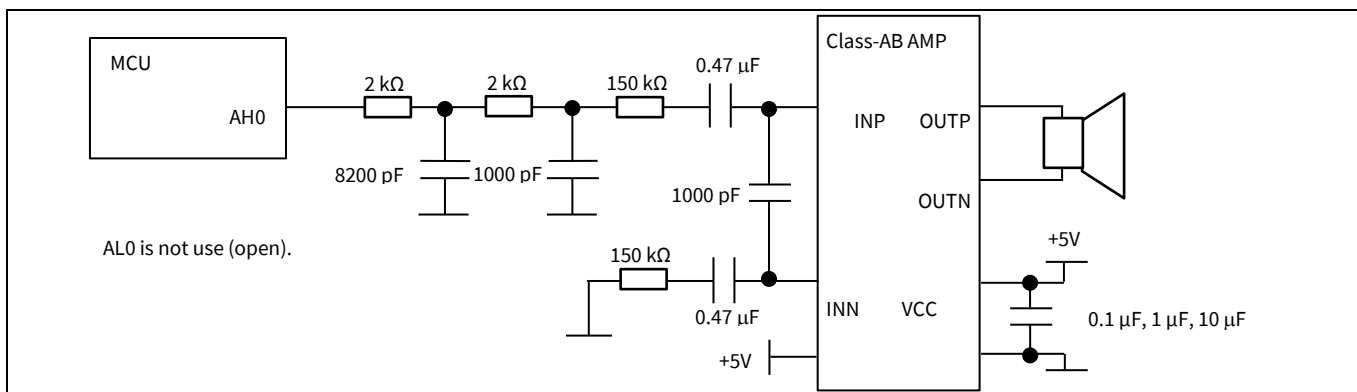 MCU
AH0
2 kΩ
2 kΩ
150 kΩ
0.47 μF
Class-AB AMP
INP
OUTP
8200 pF
1000 pF
1000 pF
OUTN
AL0 is not use (open).
150 kΩ
0.47 μF
INN
VCC
+5V
0.1 μF, 1 μF, 10 μF
+5V